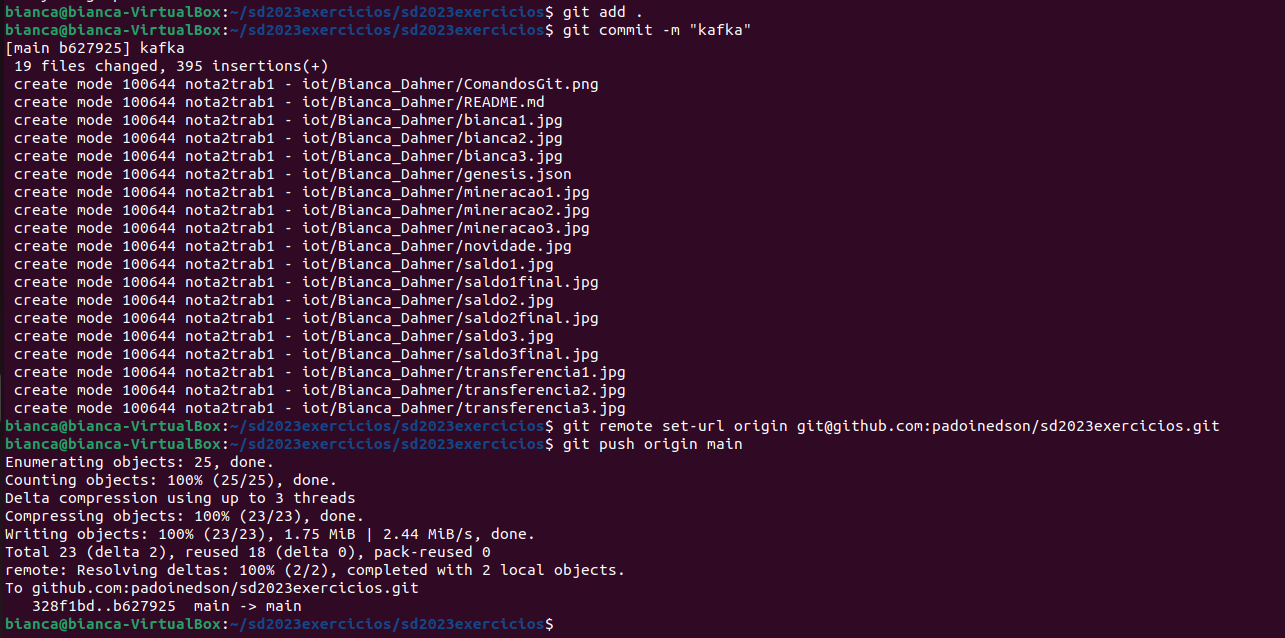 bianca@bianca-VirtualBox:~/sd2023exercicios/sd2023exercicios$ git add .
bianca@bianca-VirtualBox:~/sd2023exercicios/sd2023exercicios$ git commit -m "kafka"
[main b627925] kafka
 19 files changed, 395 insertions(+)
 create mode 100644 nota2trab1 - iot/Bianca_Dahmer/ComandosGit.png
 create mode 100644 nota2trab1 - iot/Bianca_Dahmer/README.md
 create mode 100644 nota2trab1 - iot/Bianca_Dahmer/bianca1.jpg
 create mode 100644 nota2trab1 - iot/Bianca_Dahmer/bianca2.jpg
 create mode 100644 nota2trab1 - iot/Bianca_Dahmer/bianca3.jpg
 create mode 100644 nota2trab1 - iot/Bianca_Dahmer/genesis.json
 create mode 100644 nota2trab1 - iot/Bianca_Dahmer/mineracao1.jpg
 create mode 100644 nota2trab1 - iot/Bianca_Dahmer/mineracao2.jpg
 create mode 100644 nota2trab1 - iot/Bianca_Dahmer/mineracao3.jpg
 create mode 100644 nota2trab1 - iot/Bianca_Dahmer/novidade.jpg
 create mode 100644 nota2trab1 - iot/Bianca_Dahmer/saldo1.jpg
 create mode 100644 nota2trab1 - iot/Bianca_Dahmer/saldo1final.jpg
 create mode 100644 nota2trab1 - iot/Bianca_Dahmer/saldo2.jpg
 create mode 100644 nota2trab1 - iot/Bianca_Dahmer/saldo2final.jpg
 create mode 100644 nota2trab1 - iot/Bianca_Dahmer/saldo3.jpg
 create mode 100644 nota2trab1 - iot/Bianca_Dahmer/saldo3final.jpg
 create mode 100644 nota2trab1 - iot/Bianca_Dahmer/transferencia1.jpg
 create mode 100644 nota2trab1 - iot/Bianca_Dahmer/transferencia2.jpg
 create mode 100644 nota2trab1 - iot/Bianca_Dahmer/transferencia3.jpg
bianca@bianca-VirtualBox:~/sd2023exercicios/sd2023exercicios$ git remote set-url origin git@github.com:padoinedson/sd2023exercicios.git
bianca@bianca-VirtualBox:~/sd2023exercicios/sd2023exercicios$ git push origin main
Enumerating objects: 25, done.
Counting objects: 100% (25/25), done.
Delta compression using up to 3 threads
Compressing objects: 100% (23/23), done.
Writing objects: 100% (23/23), 1.75 MiB | 2.44 MiB/s, done.
Total 23 (delta 2), reused 18 (delta 0), pack-reused 0
remote: Resolving deltas: 100% (2/2), completed with 2 local objects.
To github.com:padoinedson/sd2023exercicios.git
   328f1bd..b627925  main -> main
bianca@bianca-VirtualBox:~/sd2023exercicios/sd2023exercicios$